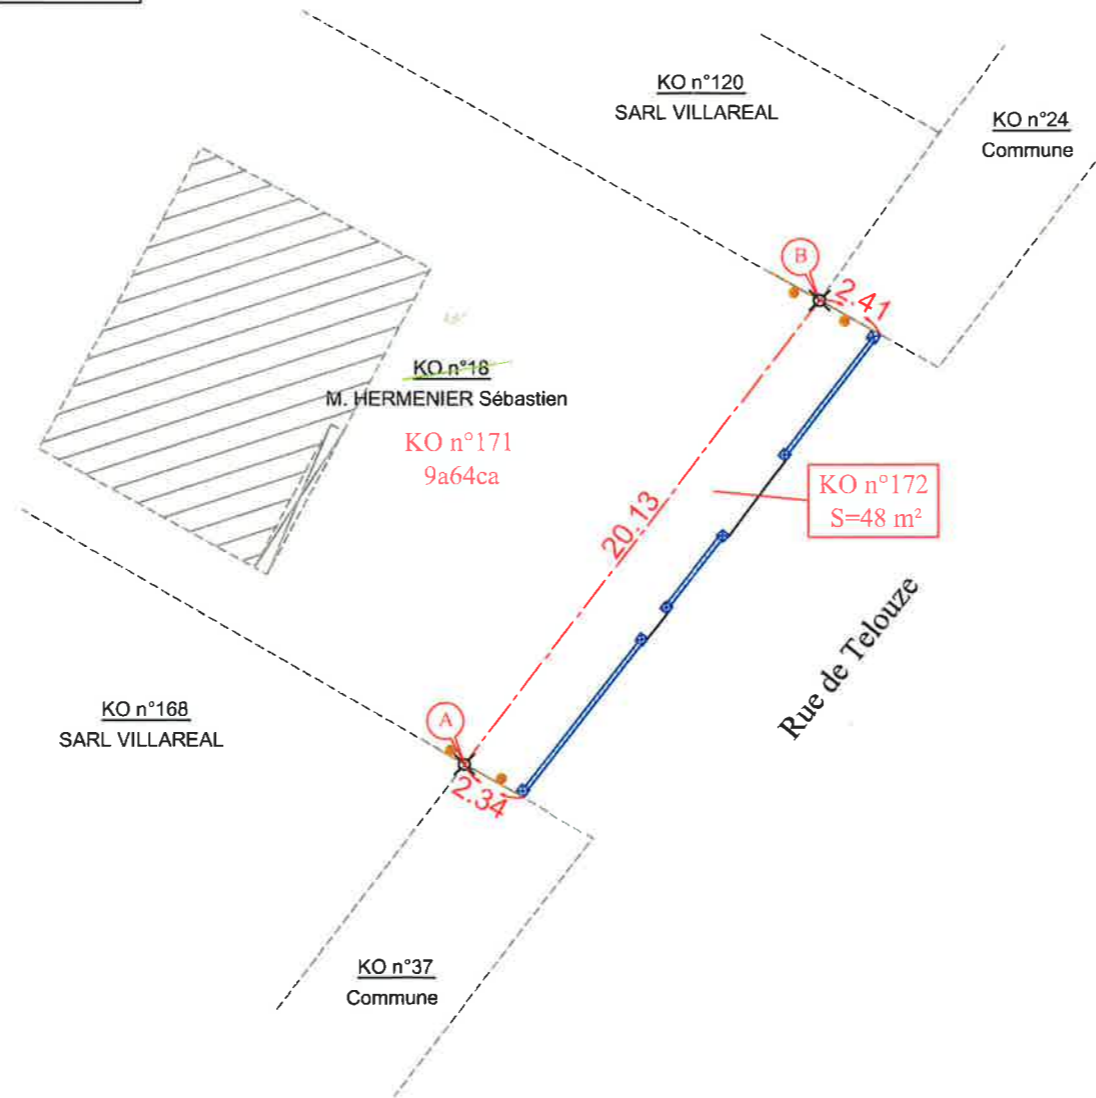 KO n°120
SARL VILLAREAL
KO n°24
Commune
B
2.41
KO n°18
M. HERMENIER Sébastien
KO n°171
9a64ca
KO n°172
S=48 m²
20.13
Rue de Telouze
KO n°168
SARL VILLAREAL
A
2.34
KO n°37
Commune